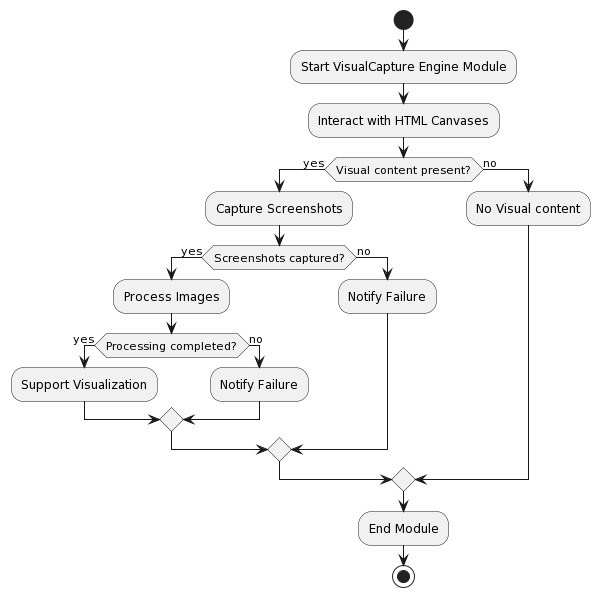 Start VisualCapture Engine Module
Interact with HTML Canvases
yes
Visual content present?
no
Capture Screenshots
No Visual content
yes
Screenshots captured?
no
Process Images
Notify Failure
yes
Processing completed?
no
Support Visualization
Notify Failure
End Module